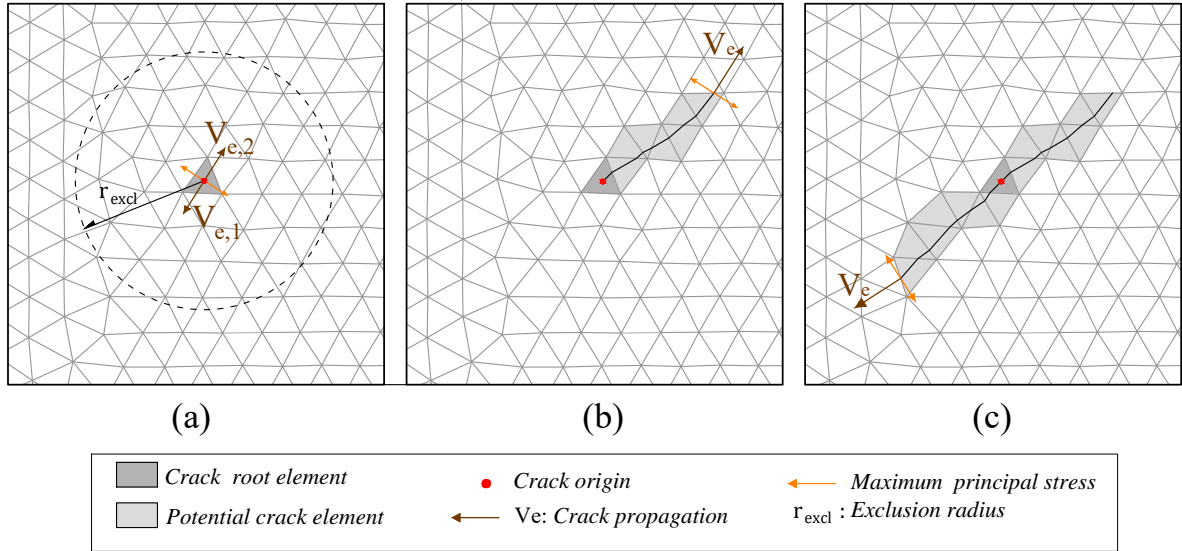 V e,2
r excl
V e,1
V e
V e
(a) (b) (c)
Crack root element
Crack origin
Maximum principal stress
Potential crack element
Ve: Crack propagation
r excl : Exclusion radius